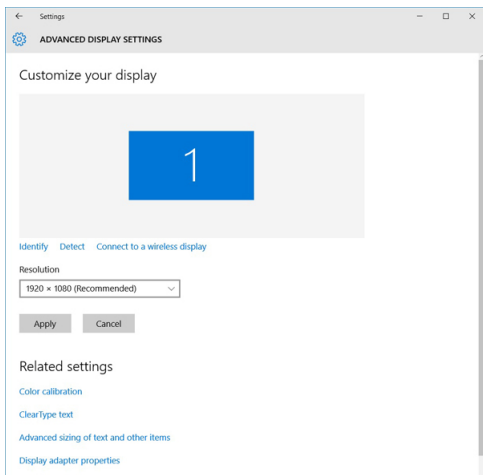 Settings
ADVANCED DISPLAY SETTINGS
Customize your display
1
Identify Detect Connect to a wireless display
Resolution
1920 × 1080 (Recommended)
Apply Cancel
Related settings
Color calibration
ClearType text
Advanced sizing of text and other items
Display adapter properties